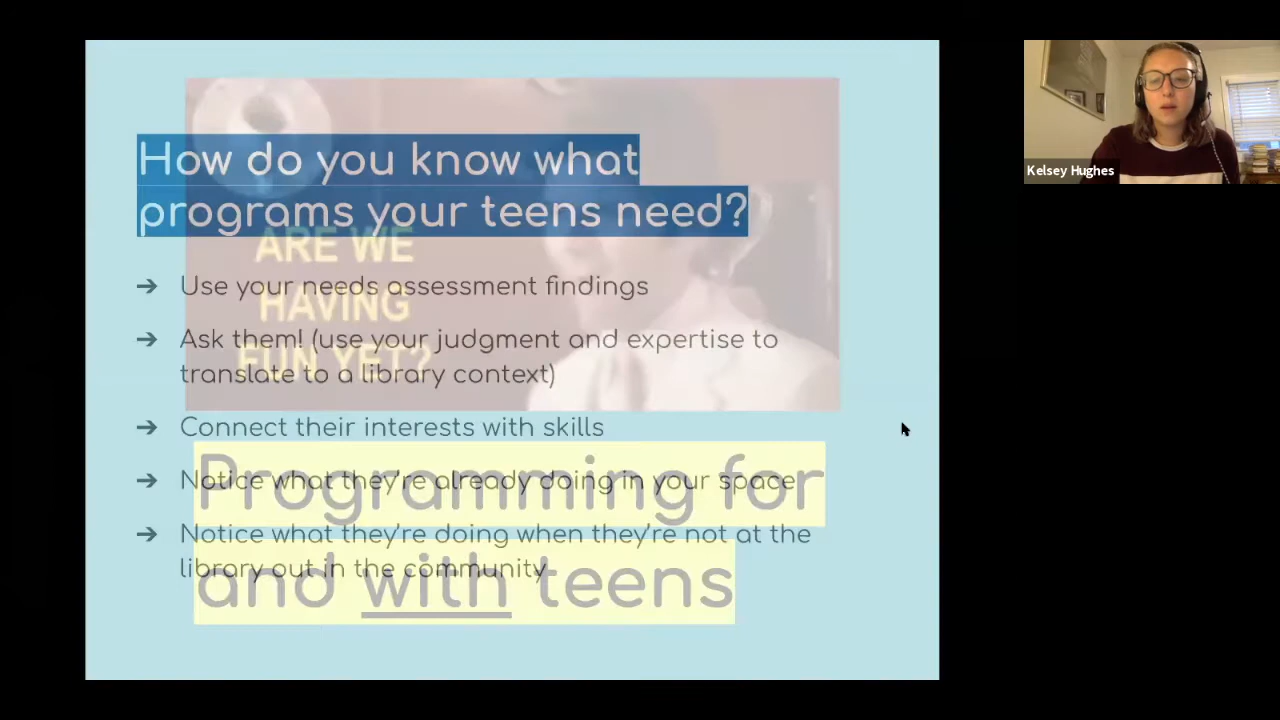 How do you know what
programs your teens need?
ARE WE
HAVING
FUN YET?
➔ Use your needs assessment findings
➔ Ask them! (use your judgment and expertise to
translate to a library context)
➔ Connect their interests with skills
➔ Notice what they're already doing in your space
➔ Notice what they're doing when they're not at the
library out in the community
Programming for
and with teens
Kelsey Hughes